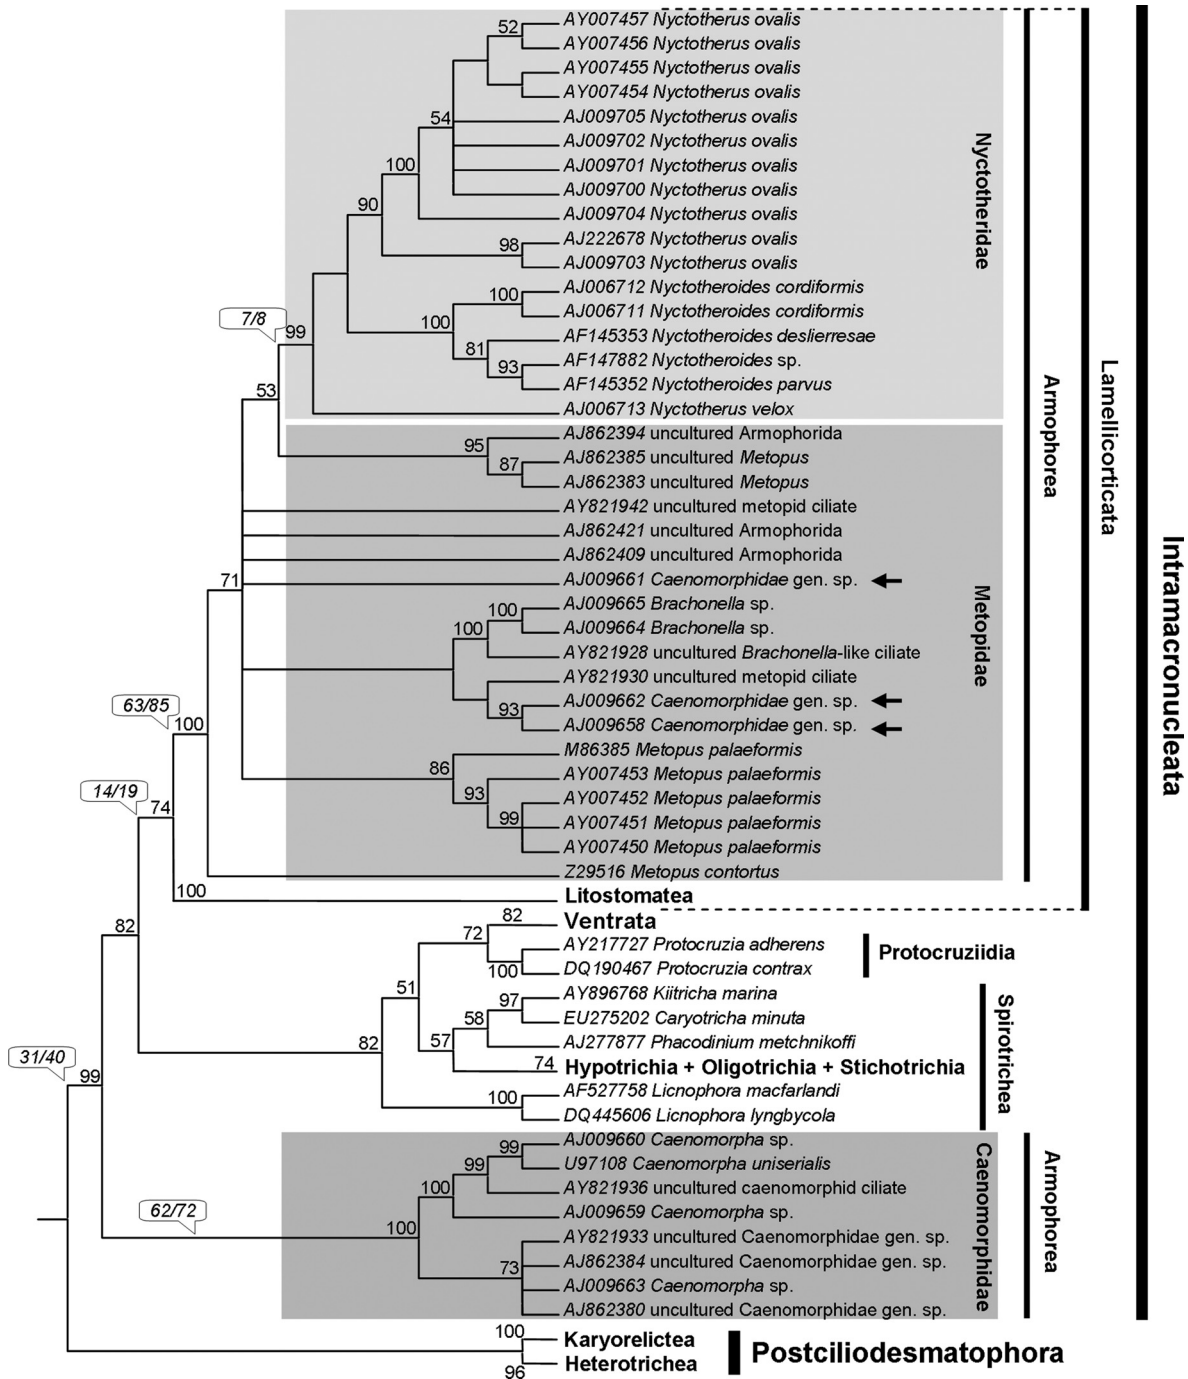 AY007457 Nyctotherus ovalis
52
AY007456 Nyctotherus ovalis
AY007455 Nyctotherus ovalis
AY007454 Nyctotherus ovalis
54
AJ009705 Nyctotherus ovalis
AJ009702 Nyctotherus ovalis
100
AJ009701 Nyctotherus ovalis
AJ009700 Nyctotherus ovalis
90
AJ009704 Nyctotherus ovalis
98
AJ222678 Nyctotherus ovalis
AJ009703 Nyctotherus ovalis
100
AJ006712 Nyctotheroides cordiformis
AJ006711 Nyctotheroides cordiformis
7/8
99
100
AF145353 Nyctotheroides deslierresae
81
AF147882 Nyctotheroides sp.
93
AF145352 Nyctotheroides parvus
53
AJ006713 Nyctotherus velox
Nyctotheridae
95
AJ862394 uncultured Armophorida
87
AJ862385 uncultured Metopus
AJ862383 uncultured Metopus
AY821942 uncultured metopid ciliate
AJ862421 uncultured Armophorida
AJ862409 uncultured Armophorida
71
AJ009661 Caenomorphidae gen. sp.
100
AJ009665 Brachonella sp.
100
AJ009664 Brachonella sp.
AY821928 uncultured Brachonella-like ciliate
AY821930 uncultured metopid ciliate
63/85
93
AJ009662 Caenomorphidae gen. sp.
100
AJ009658 Caenomorphidae gen. sp.
M86385 Metopus palaeformis
86
AY007453 Metopus palaeformis
14/19
93
AY007452 Metopus palaeformis
74
99
AY007451 Metopus palaeformis
AY007450 Metopus palaeformis
Z29516 Metopus contortus
Metopidae
Armophorea
100
Litostomatea
Lamellicorticata
82
82
Ventrata
72
AY217727 Protocruzia adherens
100
DQ190467 Protocruzia contrax
Protocruziidia
51
97
AY896768 Kiitricha marina
58
EU275202 Caryotricha minuta
82
57
AJ277877 Phacodinium metchnikoffi
31/40
99
74
Hypotrichia + Oligotrichia + Stichotrichia
100
AF527758 Licnophora macfarlandi
DQ445606 Licnophora lyngbycola
Spirotrichea
99
AJ009660 Caenomorpha sp.
99
U97108 Caenomorpha uniserialis
100
AY821936 uncultured caenomorphid ciliate
62/72
AJ009659 Caenomorpha sp.
100
AY821933 uncultured Caenomorphidae gen. sp.
73
AJ862384 uncultured Caenomorphidae gen. sp.
AJ009663 Caenomorpha sp.
AJ862380 uncultured Caenomorphidae gen. sp.
Caenomorphidae
Armophorea
Intramacronucleata
100
Karyorelictea
96
Heterotrichea
Postciliodesmatophora